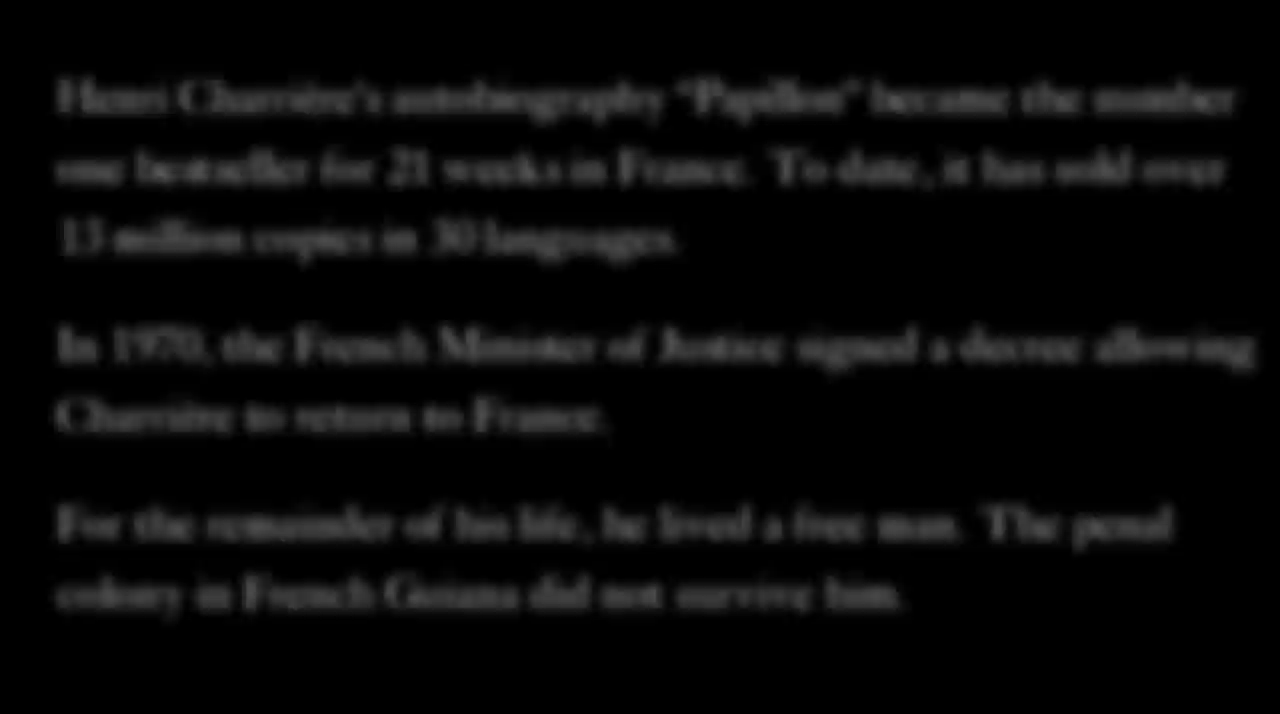 Henri Charrière's autobiography "Papillon" became the number
one bestseller for 21 weeks in France. To date, it has sold over
13 million copies in 30 languages.
In 1970, the French Minister of Justice signed a decree allowing
Charrière to return to France.
For the remainder of his life, he lived a free man. The penal
colony in French Guiana did not survive him.